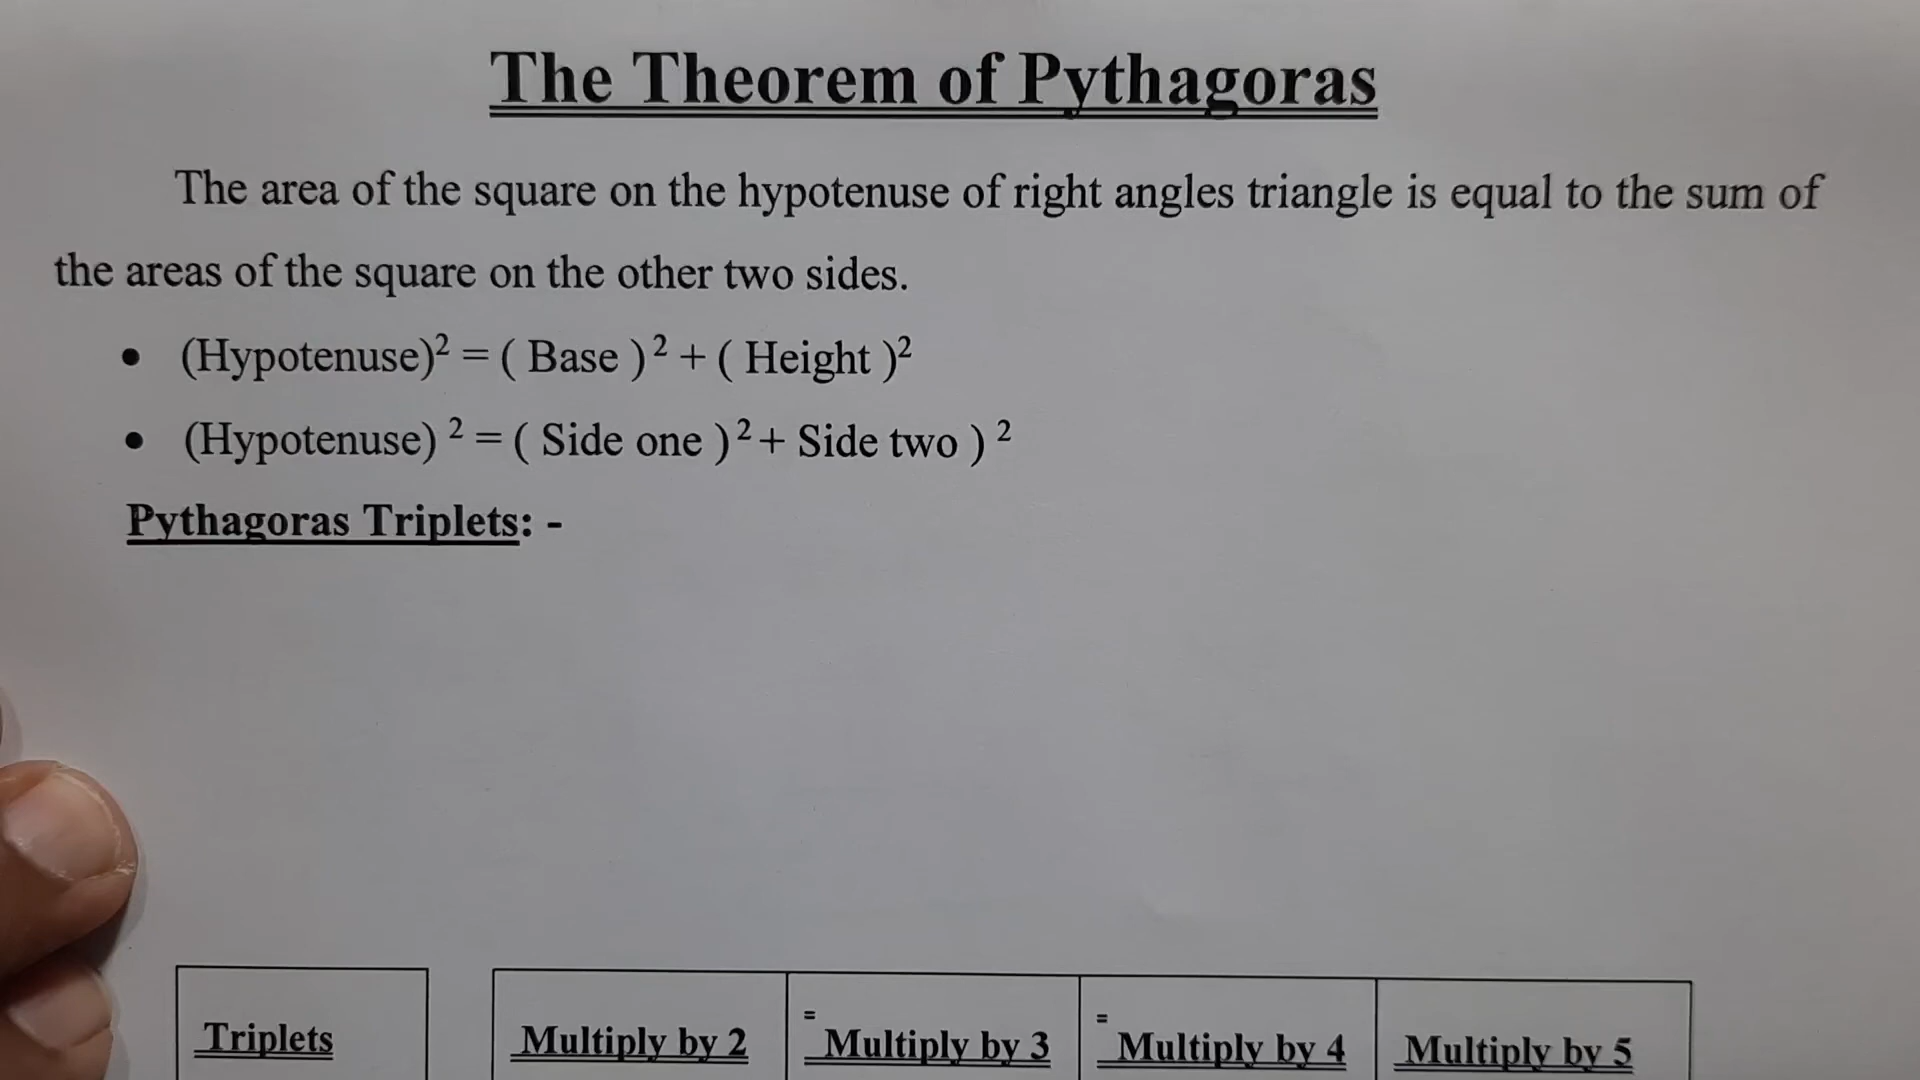 The Theorem of Pythagoras
The area of the square on the hypotenuse of right angles triangle is equal to the sum of
the areas of the square on the other two sides.
• (Hypotenuse)² = ( Base )² + ( Height )²
• (Hypotenuse) ² = ( Side one )² + Side two ) ²
Pythagoras Triplets: -
Triplets Multiply by 2 = Multiply by 3 = Multiply by 4 Multiply by 5